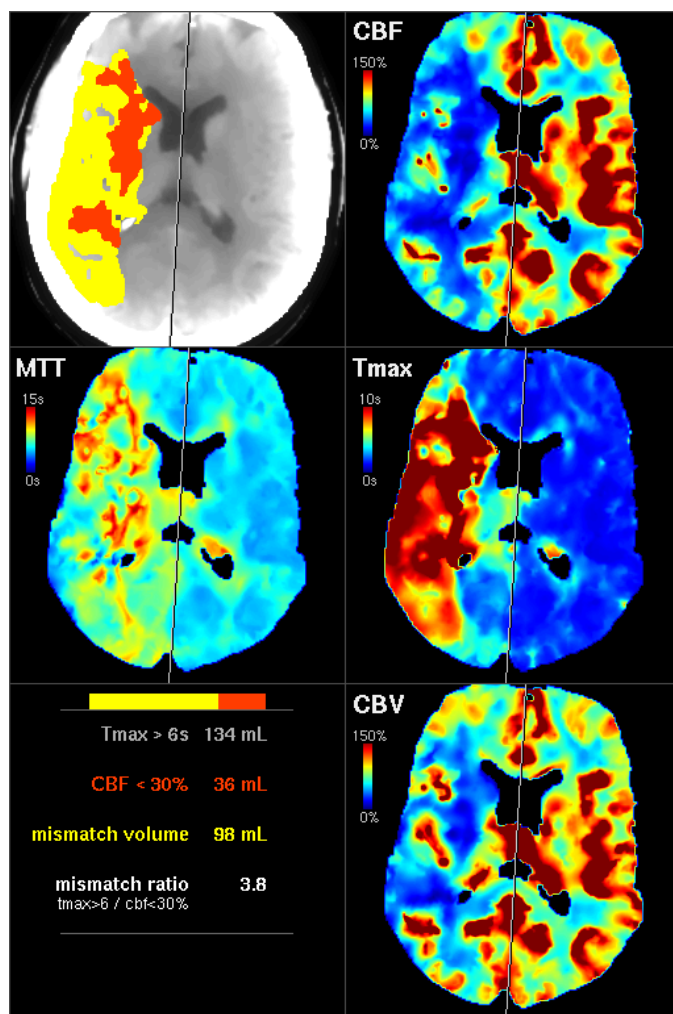 CBF
150%
0%
MTT
15s
0s
Tmax
10s
0s
Tmax > 6s 134 mL
CBF < 30% 36 mL
mismatch volume 98 mL
mismatch ratio 3.8
tmax>6 / cbf<30%
CBV
150%
0%